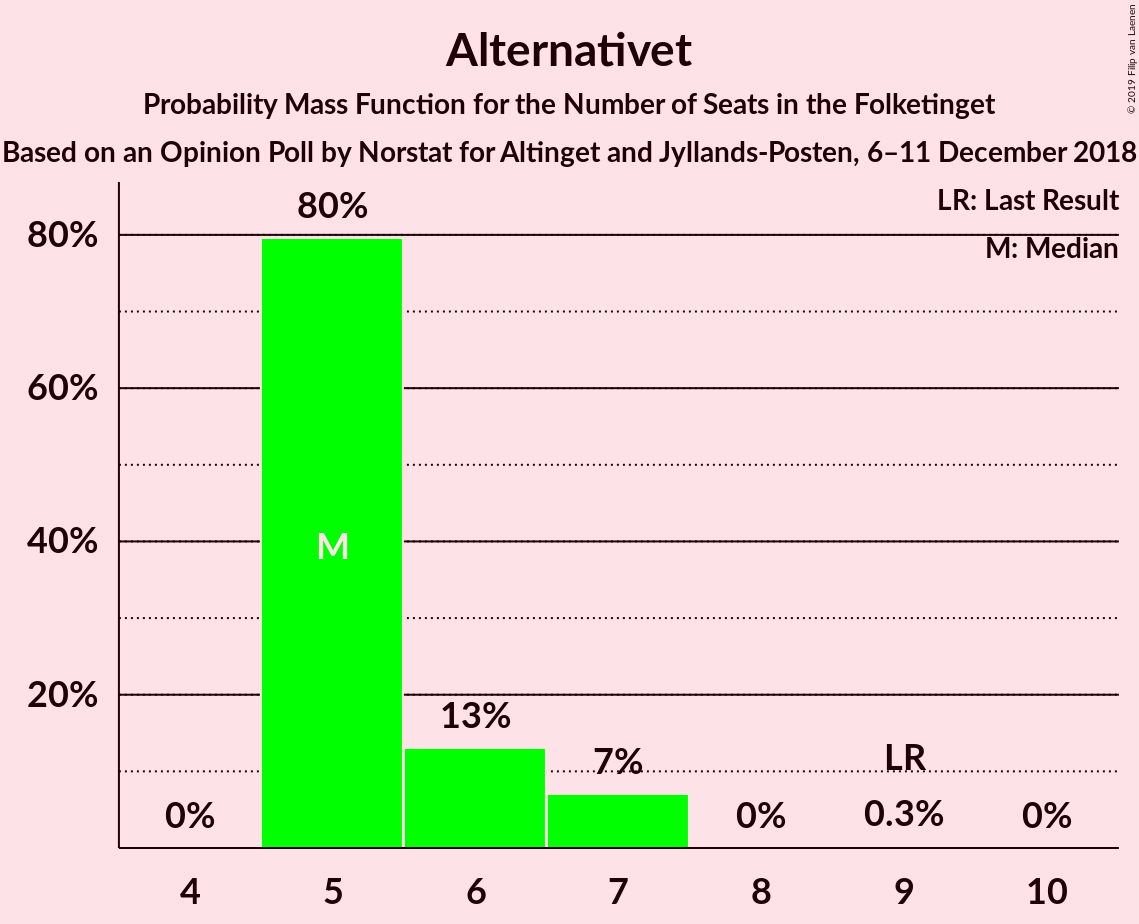 Alternativet
Probability Mass Function for the Number of Seats in the Folketinget
Based on an Opinion Poll by Norstat for Altinget and Jyllands-Posten, 6–11 December 2018
© 2019 Filip van Laenen
LR: Last Result
M: Median
80%
60%
40%
20%
0%
80%
M
13%
7%
0%
LR
0.3%
0%
4 5 6 7 8 9 10